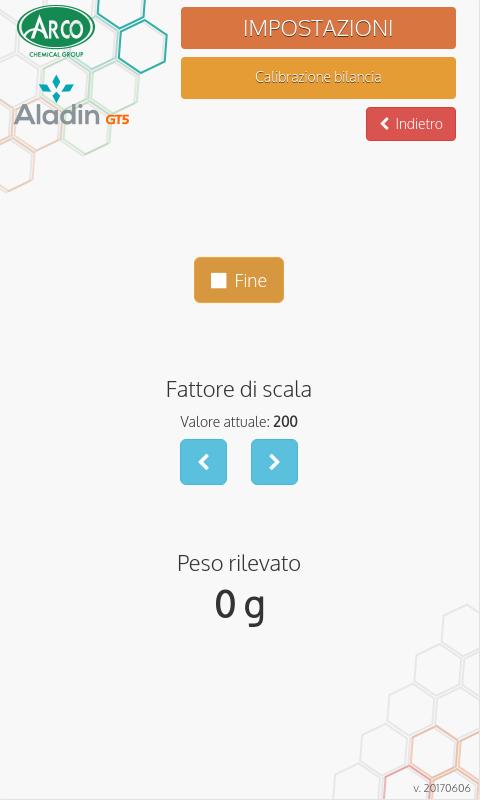 ARCO
CHEMICAL GROUP
Aladin GT5
IMPOSTAZIONI
Calibrazione bilancia
Indietro
Fine
Fattore di scala
Valore attuale: 200
Peso rilevato
0 g
v. 20170606